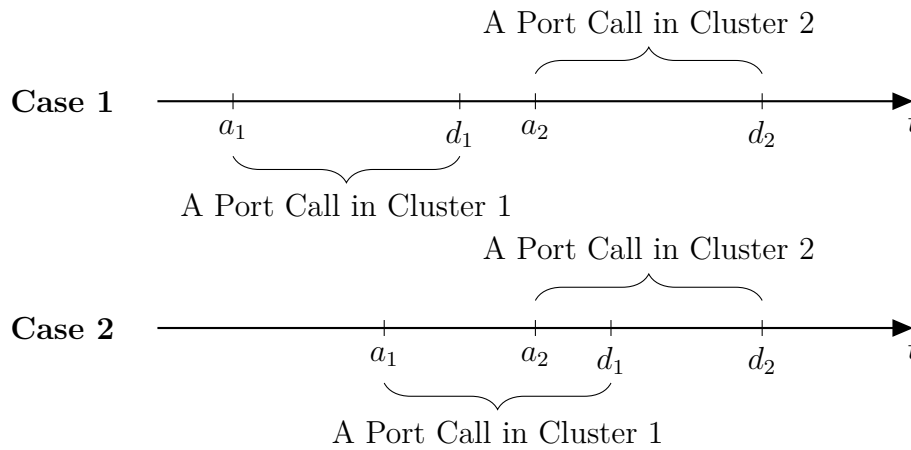 A Port Call in Cluster 2
Case 1
a₁ d₁ a₂ d₂
A Port Call in Cluster 1
A Port Call in Cluster 2
Case 2
a₁ a₂ d₁ d₂
A Port Call in Cluster 1